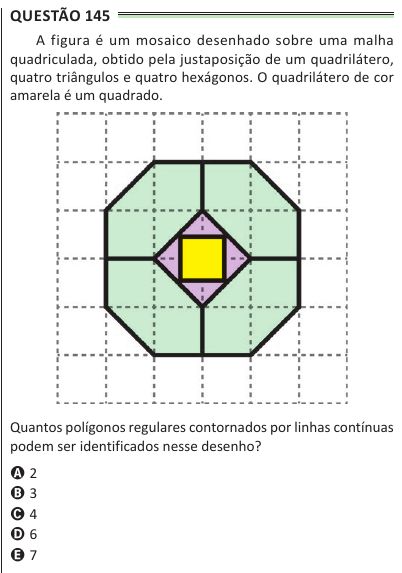 QUESTÃO 145
A figura é um mosaico desenhado sobre uma malha
quadriculada, obtido pela justaposição de um quadrilátero,
quatro triângulos e quatro hexágonos. O quadrilátero de cor
amarela é um quadrado.
Quantos polígonos regulares contornados por linhas contínuas
podem ser identificados nesse desenho?
A 2
B 3
C 4
D 6
E 7